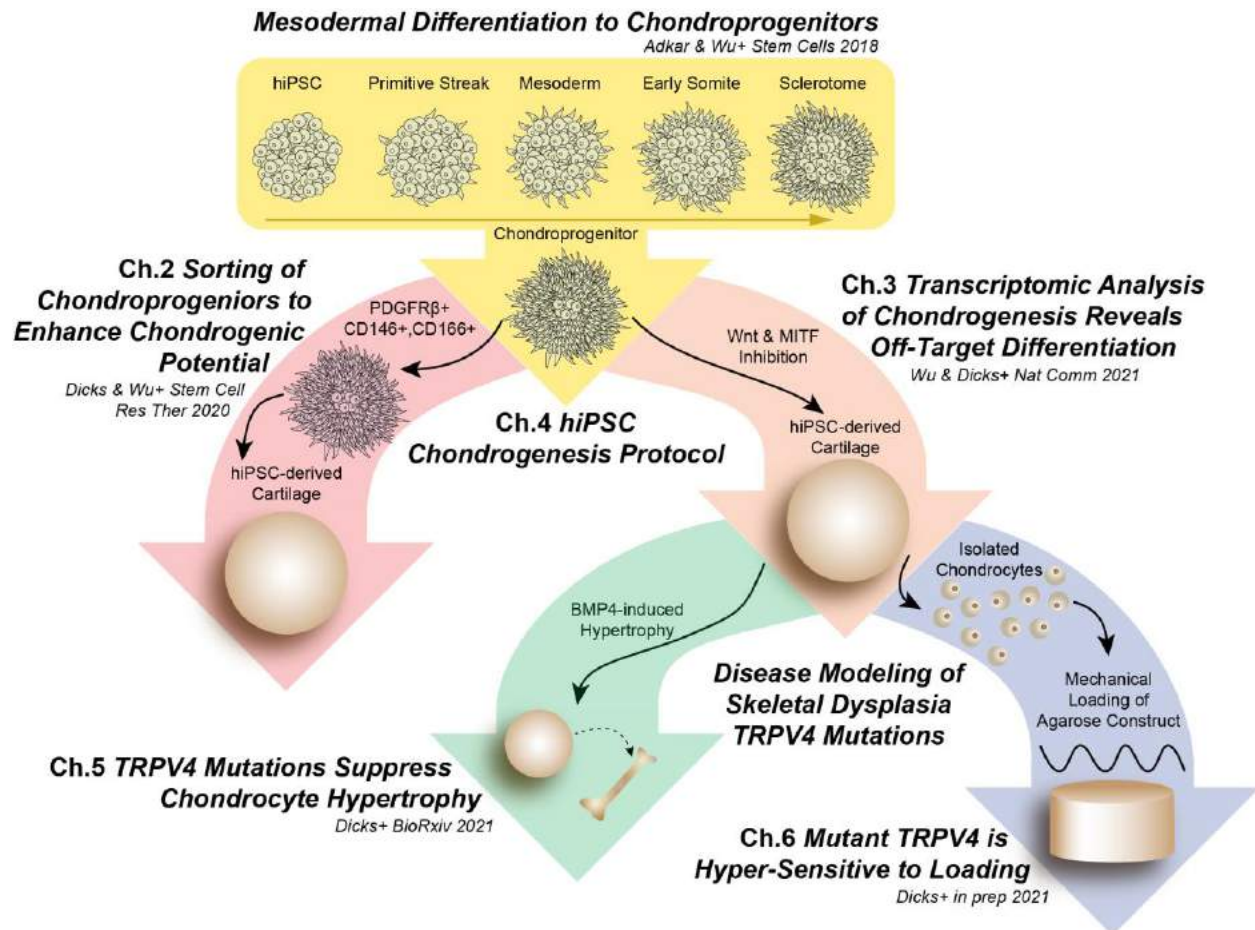 Mesodermal Differentiation to Chondroprogenitors
Adkar & Wu+ Stem Cells 2018
hiPSC
Primitive Streak
Mesoderm
Early Somite
Sclerotome
Chondroprogenitor
Ch.2 Sorting of
Chondroprogeniors to
Enhance Chondrogenic
Potential
Dicks & Wu+ Stem Cell
Res Ther 2020
PDGFRβ+
CD146+,CD166+
hiPSC-derived
Cartilage
Ch.4 hiPSC
Chondrogenesis Protocol
Wnt & MITF
Inhibition
hiPSC-derived
Cartilage
Ch.3 Transcriptomic Analysis
of Chondrogenesis Reveals
Off-Target Differentiation
Wu & Dicks+ Nat Comm 2021
BMP4-induced
Hypertrophy
Ch.5 TRPV4 Mutations Suppress
Chondrocyte Hypertrophy
Dicks+ BioRxiv 2021
Disease Modeling of
Skeletal Dysplasia
TRPV4 Mutations
Isolated
Chondrocytes
Mechanical
Loading of
Agarose Construct
Ch.6 Mutant TRPV4 is
Hyper-Sensitive to Loading
Dicks+ in prep 2021